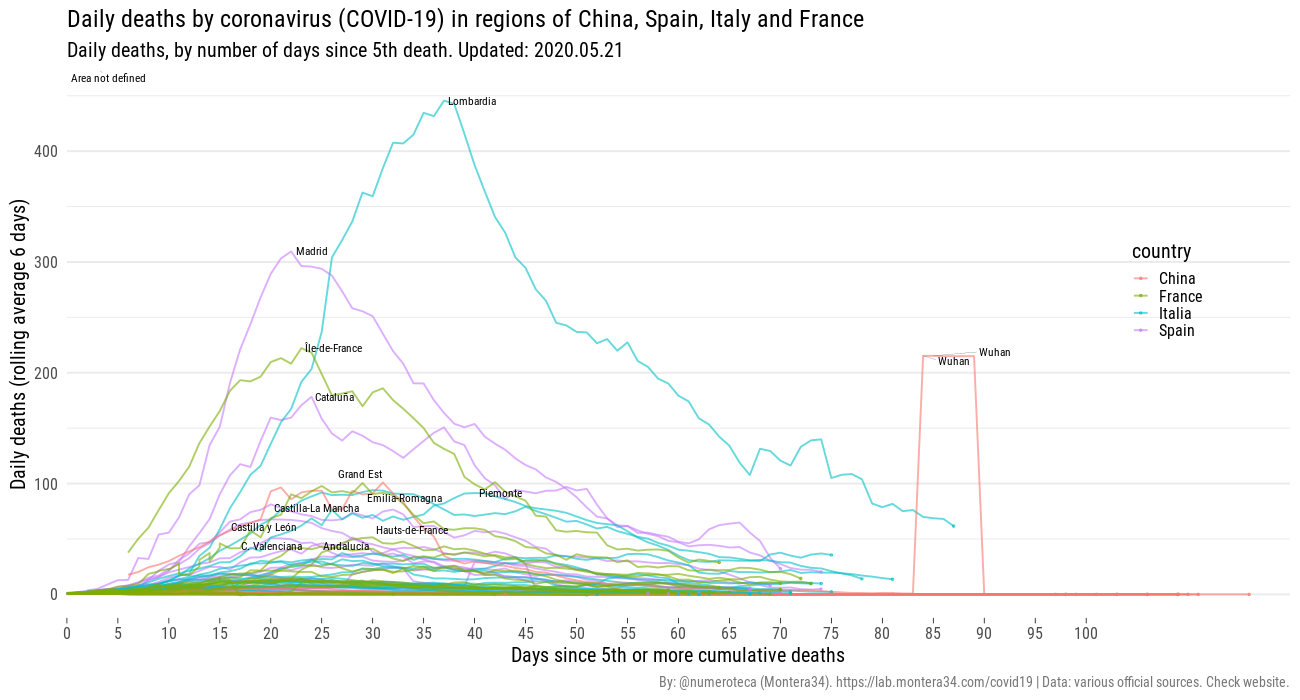 Daily deaths by coronavirus (COVID-19) in regions of China, Spain, Italy and France
Daily deaths, by number of days since 5th death. Updated: 2020.05.21
Area not defined
Lombardia
400
Madrid
300
country
China
France
Italia
Spain
Île-de-France
Wuhan
Wuhan
200
Cataluña
Grand Est
100
Emilia-Romagna
Piemonte
Castilla-La Mancha
Castilla y León
Hauts-de-France
C. Valenciana
Andalucía
0
Daily deaths (rolling average 6 days)
0 5 10 15 20 25 30 35 40 45 50 55 60 65 70 75 80 85 90 95 100
Days since 5th or more cumulative deaths
By: @numeroteca (Montera34). https://lab.montera34.com/covid19 | Data: various official sources. Check website.